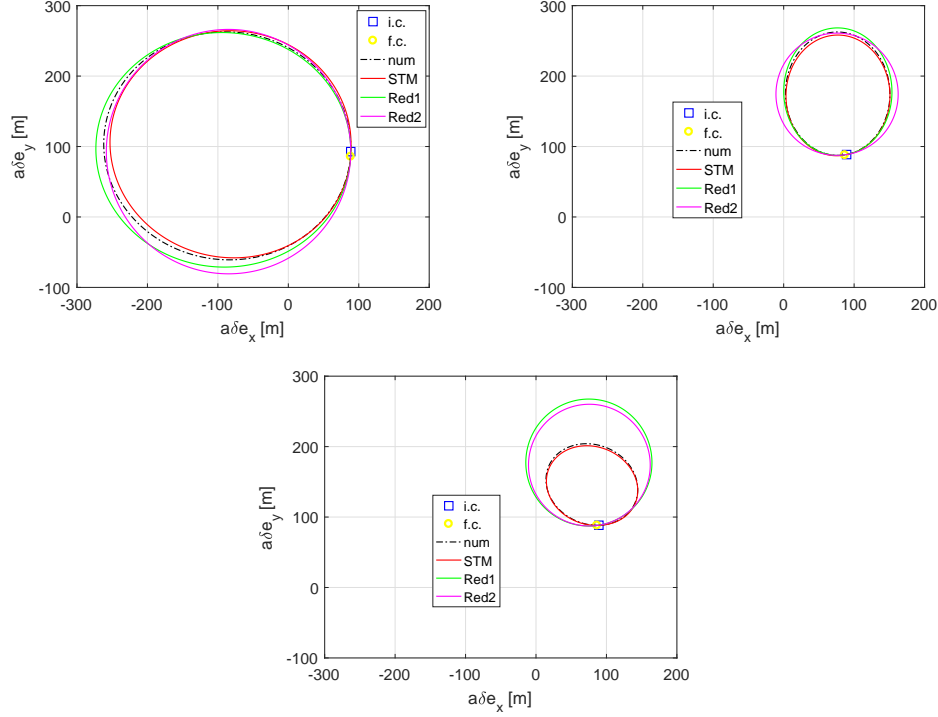 300
200
100
0
-100
-300
-200
-100
0
100
200
aδe_y [m]
aδe_x [m]
i.c.
f.c.
num
STM
Red1
Red2
300
200
100
0
-100
-300
-200
-100
0
100
200
aδe_y [m]
aδe_x [m]
i.c.
f.c.
num
STM
Red1
Red2
300
200
100
0
-100
-300
-200
-100
0
100
200
aδe_y [m]
aδe_x [m]
i.c.
f.c.
num
STM
Red1
Red2